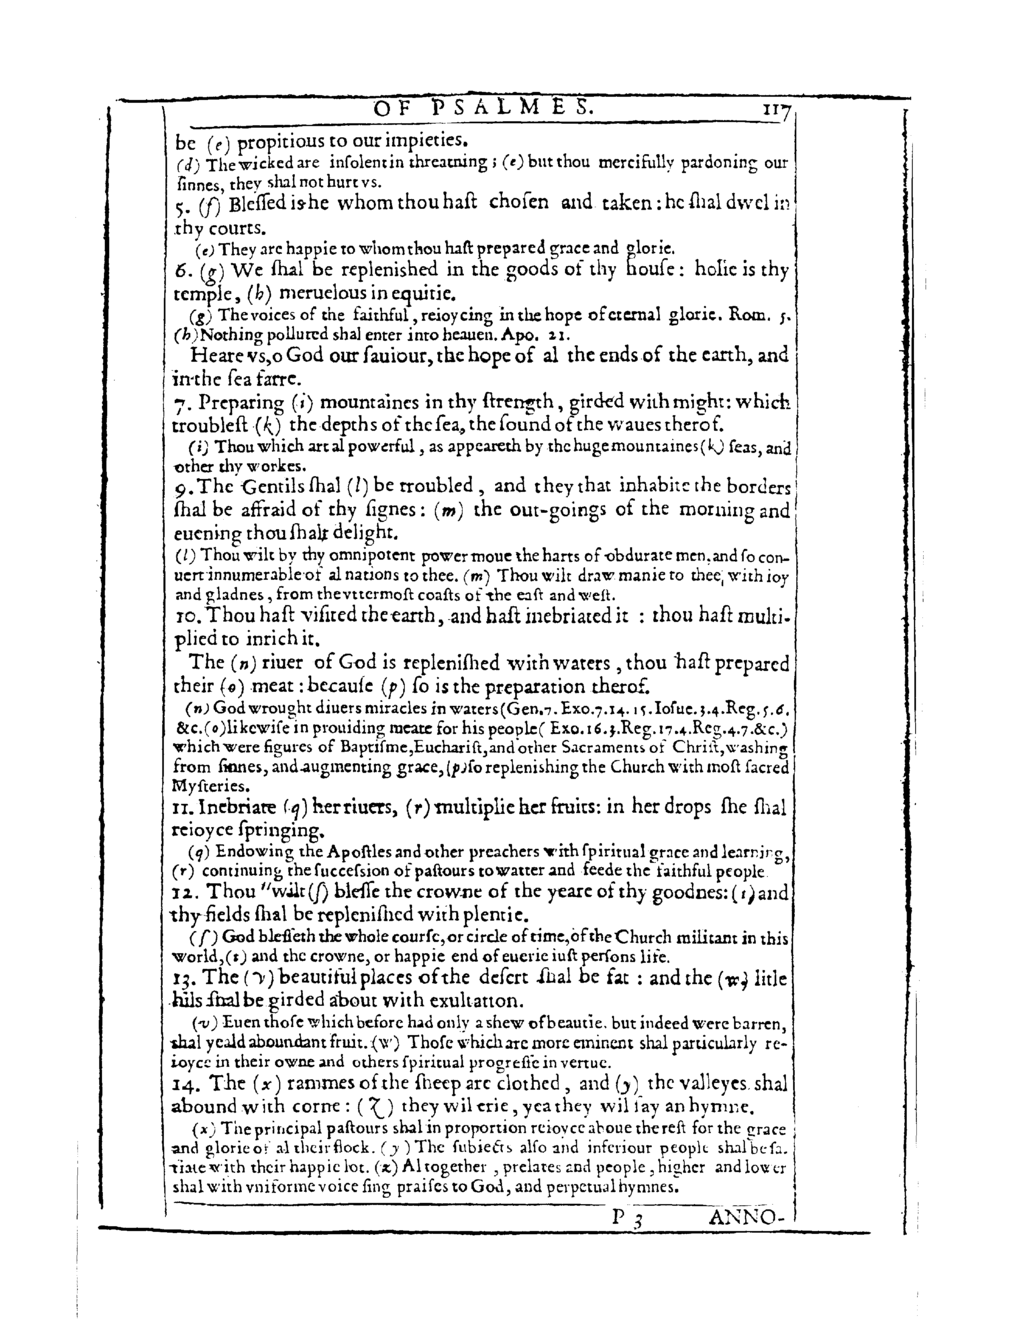 OF PSALMES. 117
be (e) propitious to our impieties.
(d) The wicked are insolent in threatning; (e) but thou mercifully pardoning our
ſinnes, they shal not hurt vs.
5. (f) Bleſſed is he whom thou haſt choſen and taken: he ſhal dwel in
thy courts.
(e) They are happie to whom thou haſt prepared grace and glorie.
6. (g) We ſhal be replenished in the goods of thy houſe: holie is thy
temple, (h) meruelous in equitie.
(g) The voices of the faithful, reioycing in the hope of eternal glorie. Rom. 5.
(h) Nothing polluted shal enter into heauen. Apo. 21.
Heare vs, o God our ſauiour, the hope of al the ends of the earth, and
in the ſea farre.
7. Preparing (i) mountaines in thy ſtrength, girded with might: which
troubleſt (k) the depths of the ſea, the ſound of the waues therof.
(i) Thou which art al powerful, as appeareth by the huge mountaines (k) ſeas, and
other thy workes.
9. The Gentils ſhal (l) be troubled, and they that inhabite the borders
ſhal be affraid of thy ſignes: (m) the out-goings of the morning and
euening thou ſhalt delight.
(l) Thou wilt by thy omnipotent power moue the harts of obdurate men, and ſo con-
uert innumerable of al nations to thee. (m) Thou wilt draw manie to thee, with ioy
and gladnes, from the vttermoſt coaſts of the eaſt and weſt.
10. Thou haſt viſited the earth, and haſt inebriated it : thou haſt multi-
plied to inrich it.
The (n) riuer of God is repleniſhed with waters, thou haſt prepared
their (o) meat: becauſe (p) ſo is the preparation therof.
(n) God wrought diuers miracles in waters (Gen. 7. Exo. 7. 14. 15. Ioſue. 3. 4. Reg. 5. 6.
&c. (o) likewiſe in prouiding meate for his people (Exo. 16. 3. Reg. 17. 4. Reg. 4. 7. &c.)
which were figures of Baptiſme, Euchariſt, and other Sacraments of Chriſt, washing
from ſinnes, and augmenting grace, (p) ſo replenishing the Church with moſt ſacred
Myſteries.
11. Inebriate (q) her riuers, (r) multiplie her fruits: in her drops ſhe ſhal
reioyce ſpringing.
(q) Endowing the Apoſtles and other preachers with ſpiritual grace and learning,
(r) continuing the ſucceſsion of paſtours to watter and feede the faithful people.
12. Thou "wilt (ſ) bleſſe the crowne of the yeare of thy goodnes: (t) and
thy fields ſhal be repleniſhed with plentie.
(ſ) God bleſſeth the whole courſe, or circle of time, of the Church militant in this
world, (t) and the crowne, or happie end of euerie iuſt perſons life.
13. The (v) beautiful places of the deſert ſhal be fat : and the (w) litle
hils ſhal be girded about with exultation.
(v) Euen thoſe which before had only a shew of beautie, but indeed were barren,
shal yeald aboundant fruit. (w) Thoſe which are more eminent shal particularly re-
ioyce in their owne and others ſpiritual progreſſe in vertue.
14. The (x) rammes of the ſheep are clothed, and (y) the valleyes shal
abound with corne: (z) they wil crie, yea they wil ſay an hymne.
(x) The principal paſtours shal in proportion reioyce aboue the reſt for the grace
and glorie of al their flock. (y) The ſubiects alſo and inferiour people shal be ſa-
tiate with their happie lot. (z) Altogether, prelates and people, higher and lower
shal with vniforme voice ſing praiſes to God, and perpetual hymnes.
P 3 ANNO-